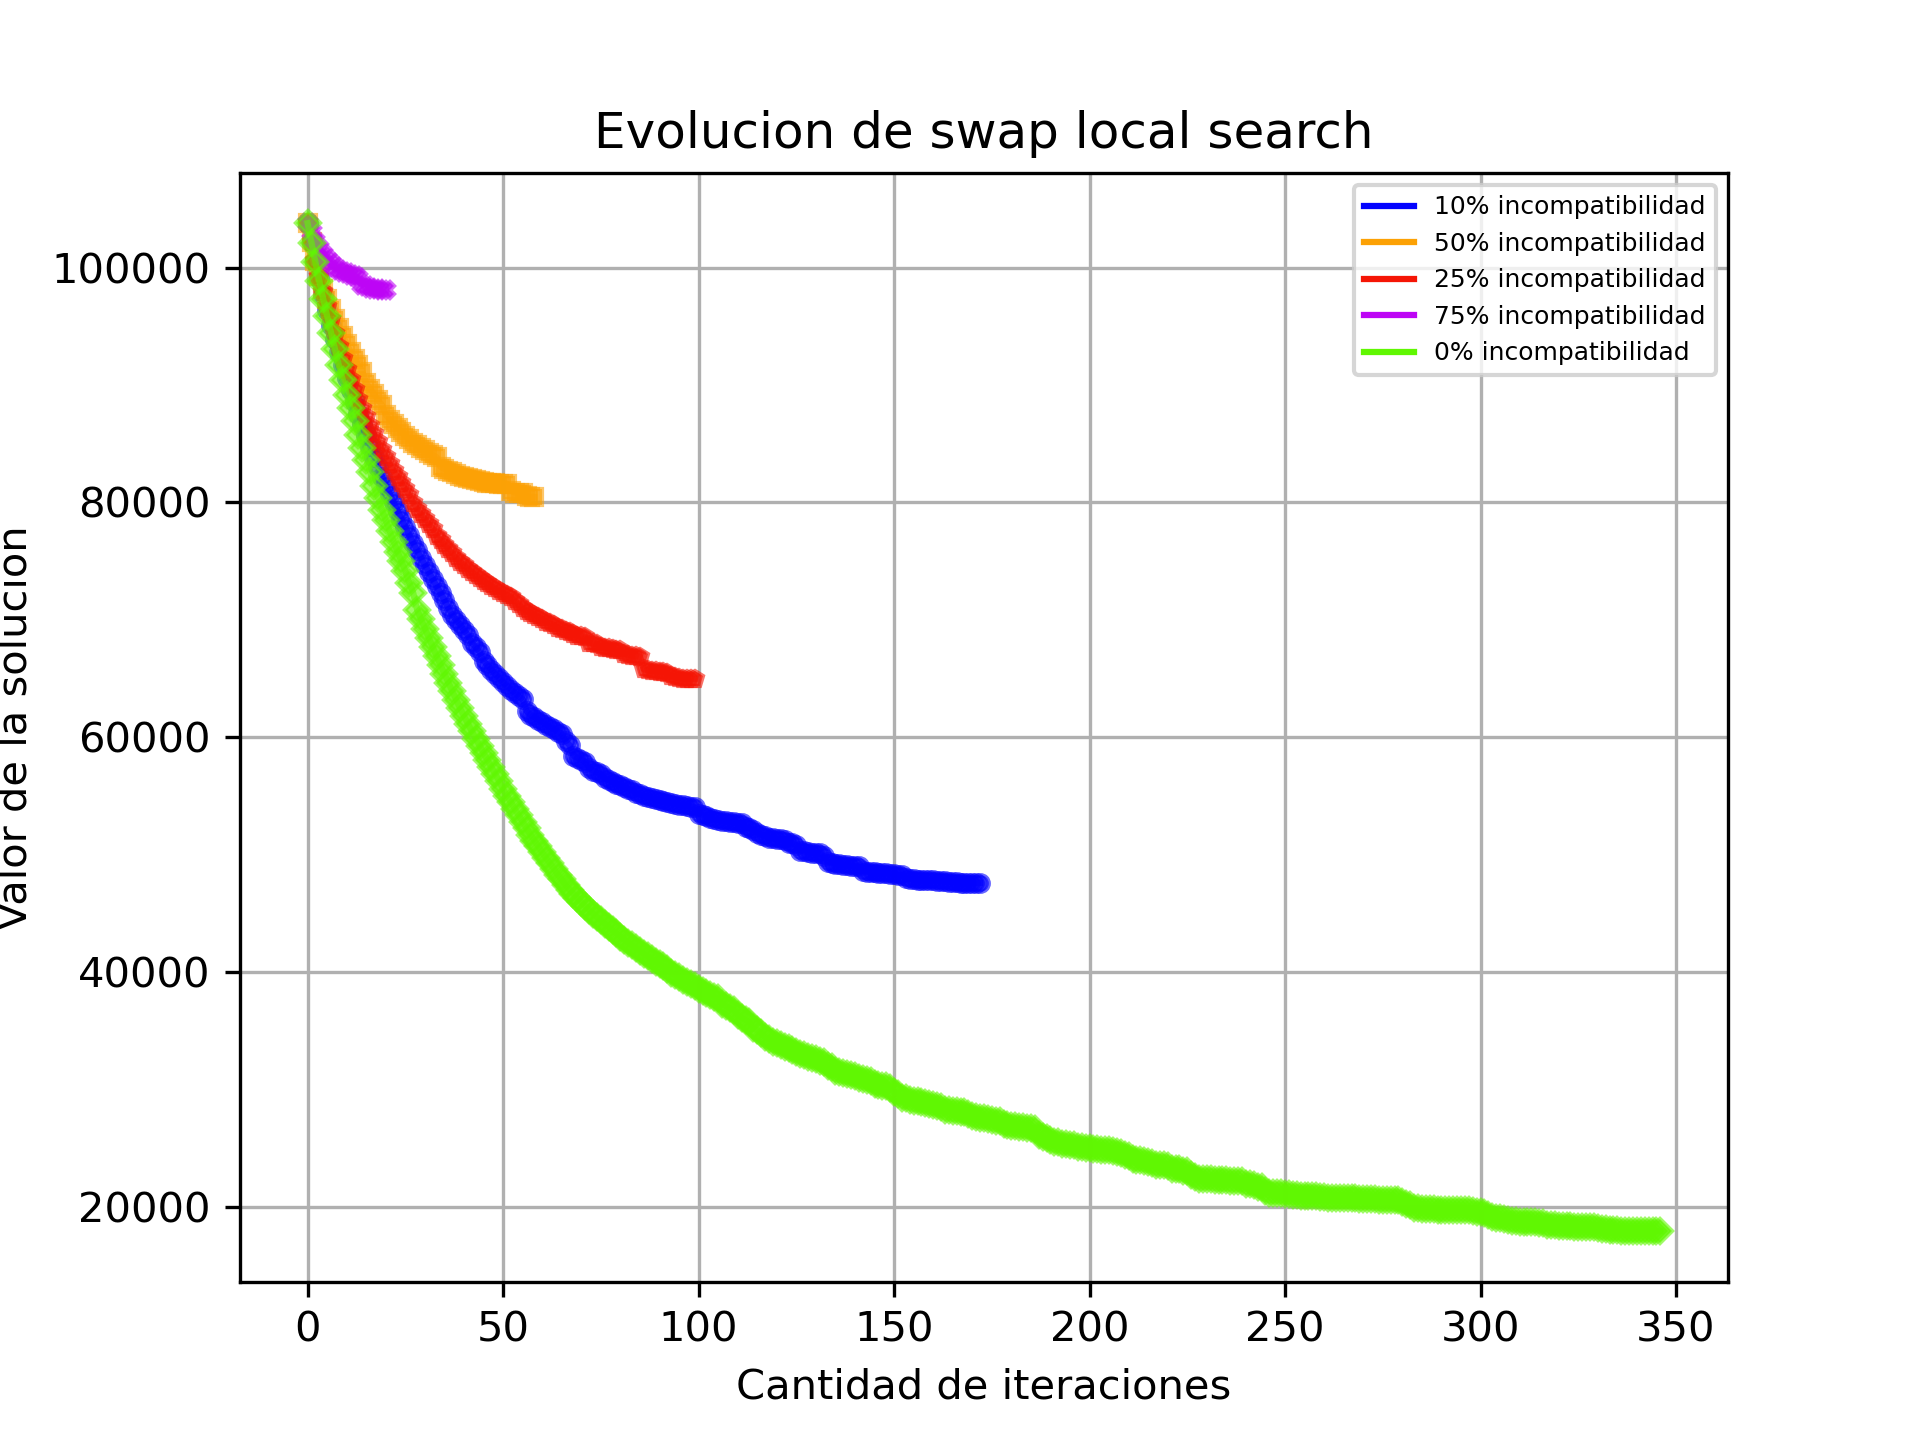 Evolucion de swap local search
10% incompatibilidad
50% incompatibilidad
25% incompatibilidad
75% incompatibilidad
0% incompatibilidad
Valor de la solucion
100000
80000
60000
40000
20000
0 50 100 150 200 250 300 350
Cantidad de iteraciones